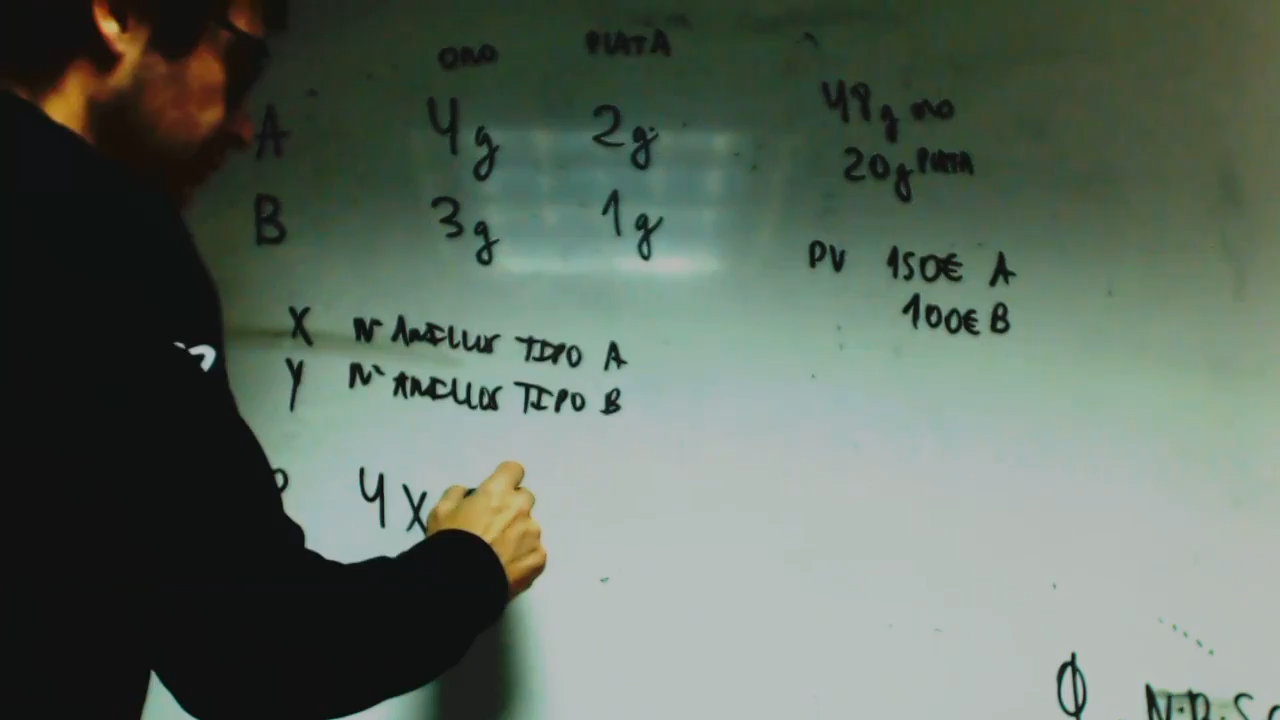 ORO PLATA
A 4g 2g
B 3g 1g
48g ORO
20g PLATA
PV 150€ A
100€ B
X Nº ANILLOS TIPO A
Y Nº ANILLOS TIPO B
4X